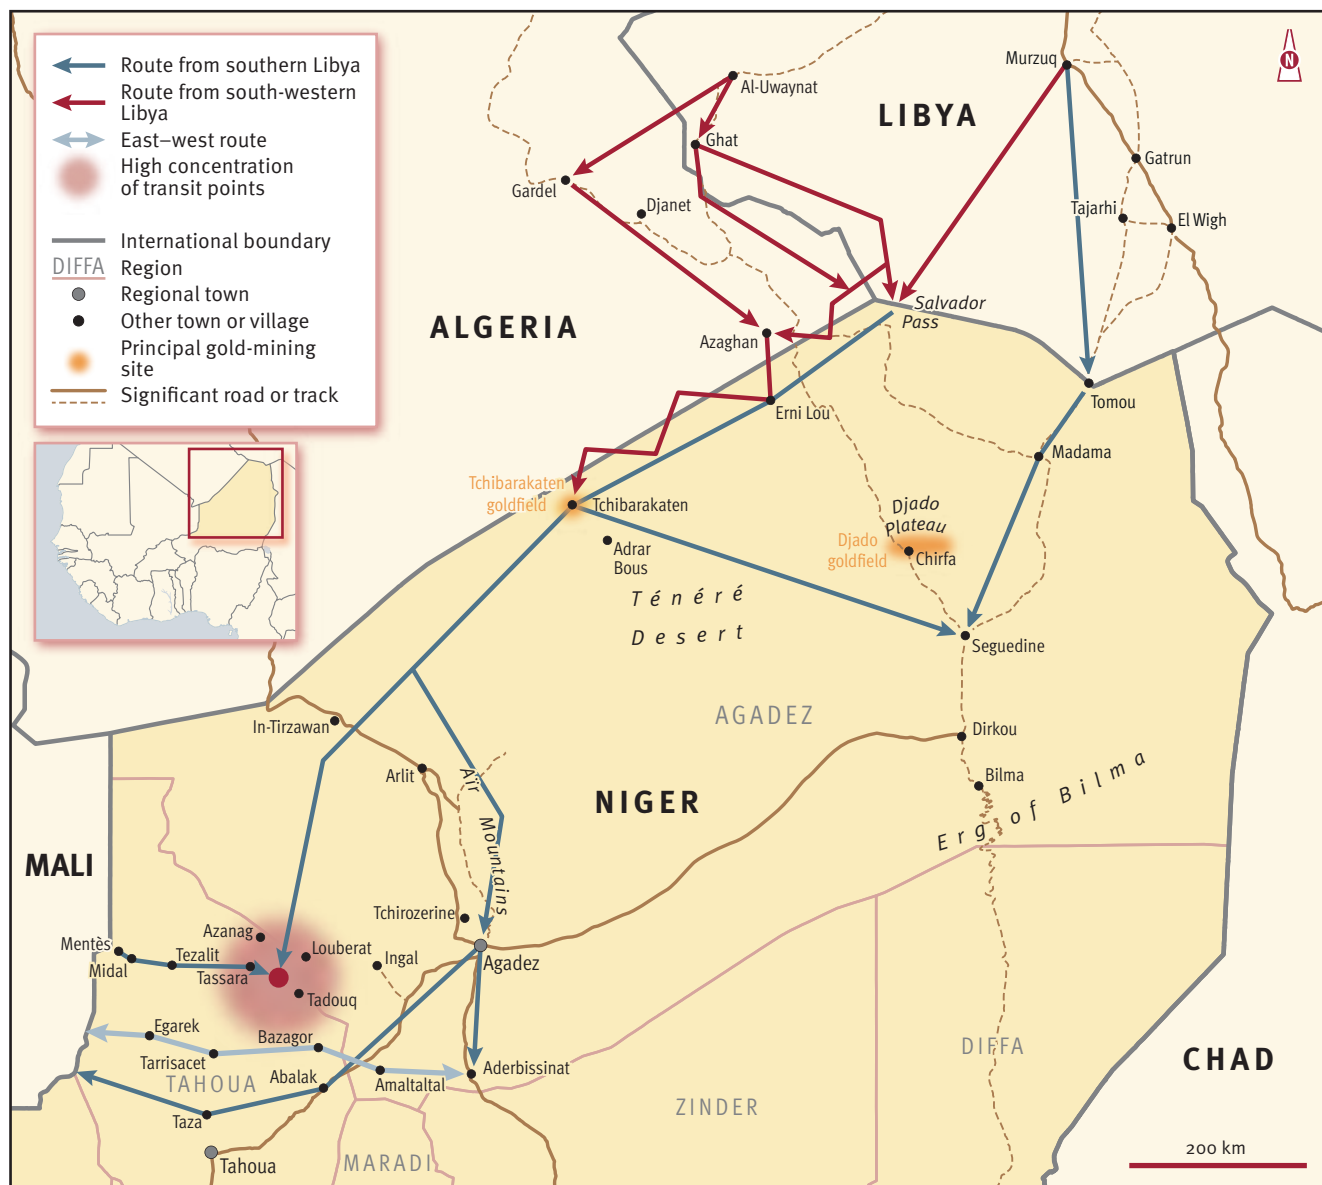 Route from southern Libya
Route from south-western
Libya
East–west route
High concentration
of transit points
International boundary
DIFFA
Region
Regional town
Other town or village
Principal gold-mining
site
Significant road or track
N
Murzuq
Al-Uwaynat
LIBYA
Ghat
Gatrun
Gardel
Djanet
Tajarhi
El Wigh
Salvador
Pass
ALGERIA
Azaghan
Erni Lou
Tomou
Madama
Tchibarakaten
goldfield
Tchibarakaten
Djado
Plateau
Djado
goldfield
Chirfa
Adrar
Bous
Ténéré
Desert
Seguedine
AGADEZ
In-Tirzawan
Dirkou
Arlit
Bilma
Aïr
Mountains
NIGER
Erg of Bilma
MALI
Tchirozerine
Azanag
Mentès
Louberat
Tezalit
Ingal
Midal
Tassara
Agadez
Tadouq
Egarek
Bazagor
Tarrisacet
DIFFA
CHAD
TAHOUA
Abalak
Amaltaltal
Aderbissinat
Taza
ZINDER
Tahoua
MARADI
200 km